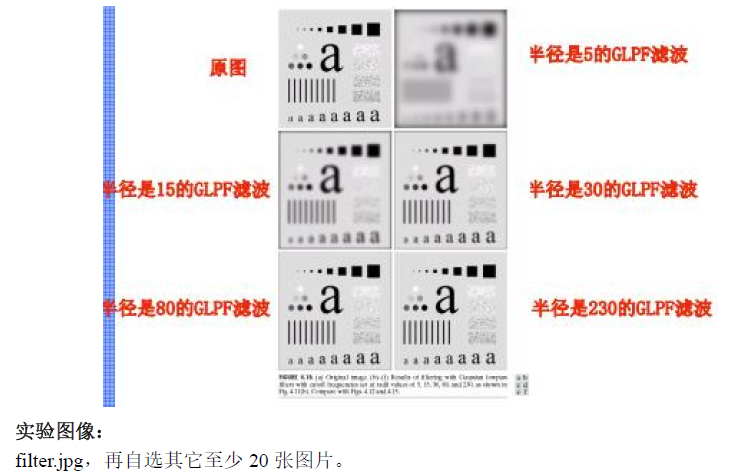 原图
半径是5的GLPF滤波
a
a a a a a a a a
半径是15的GLPF滤波
半径是30的GLPF滤波
a
a a a a a a a a
a
a a a a a a a a
半径是80的GLPF滤波
半径是230的GLPF滤波
a
a a a a a a a a
a
a a a a a a a a
FIGURE 4.18 (a) Original image. (b)–(f) Results of filtering with Gaussian lowpass
filters with cutoff frequencies set at radii values of 5, 15, 30, 80, and 230, as shown in
Fig. 4.11(b). Compare with Figs. 4.12 and 4.15.
a b
c d
e f
实验图像：
filter.jpg，再自选其它至少 20 张图片。